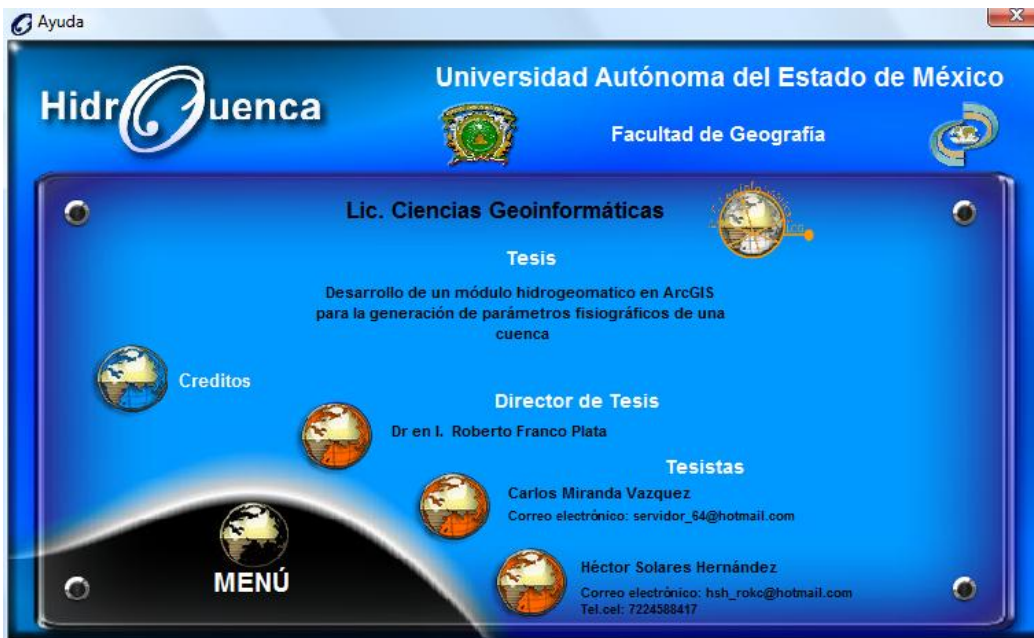 Ayuda
HidroCuenca
Universidad Autónoma del Estado de México
Facultad de Geografía
Lic. Ciencias Geoinformáticas
Tesis
Desarrollo de un módulo hidrogeomatico en ArcGIS
para la generación de parámetros fisiográficos de una
cuenca
Creditos
Director de Tesis
Dr en I. Roberto Franco Plata
Tesistas
Carlos Miranda Vazquez
Correo electrónico: servidor_64@hotmail.com
Héctor Solares Hernández
Correo electrónico: hsh_rokc@hotmail.com
Tel.cel: 7224588417
MENÚ